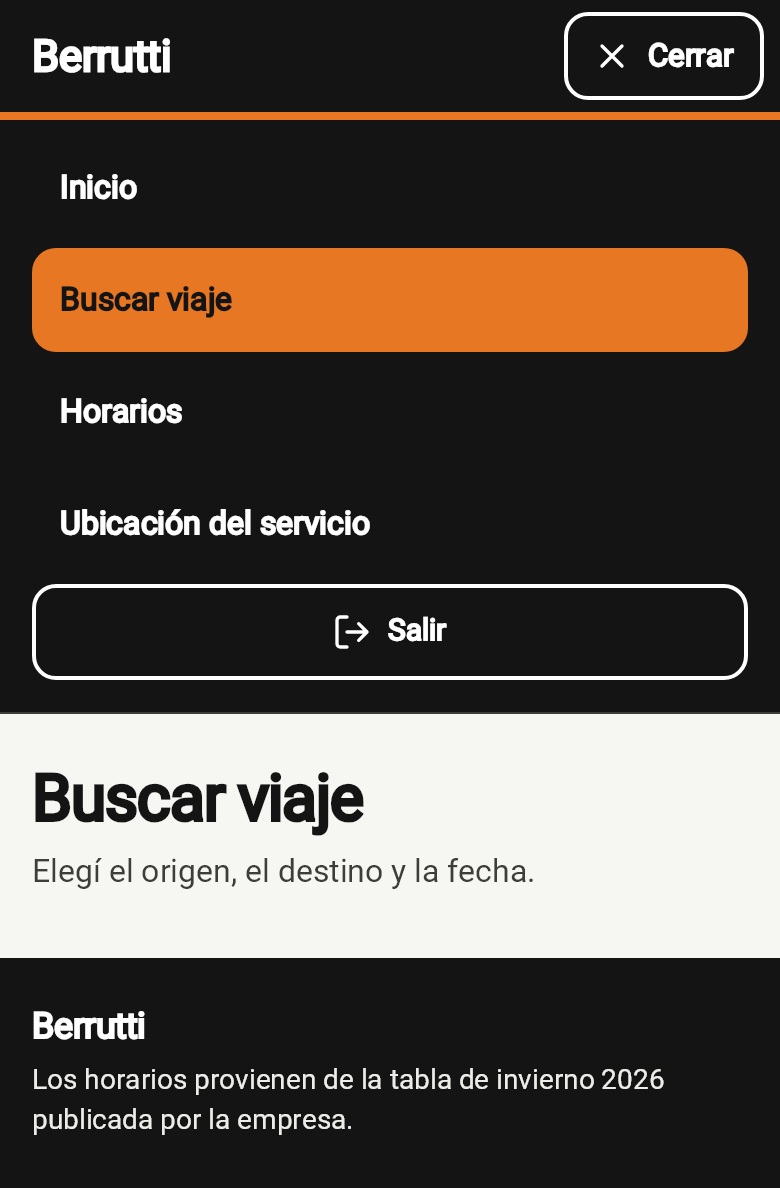 Berrutti
Cerrar
Inicio
Buscar viaje
Horarios
Ubicación del servicio
Salir
Buscar viaje
Elegí el origen, el destino y la fecha.
Berrutti
Los horarios provienen de la tabla de invierno 2026
publicada por la empresa.